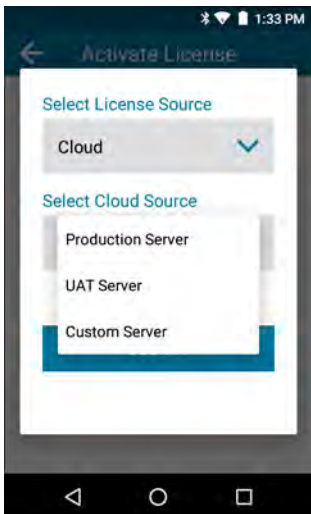 1:33 PM
Activate License
Select License Source
Cloud
Select Cloud Source
Production Server
UAT Server
Custom Server